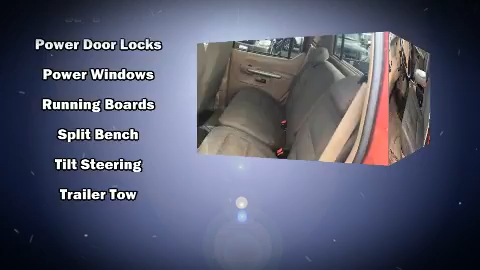 Power Door Locks
Power Windows
Running Boards
Split Bench
Tilt Steering
Trailer Tow